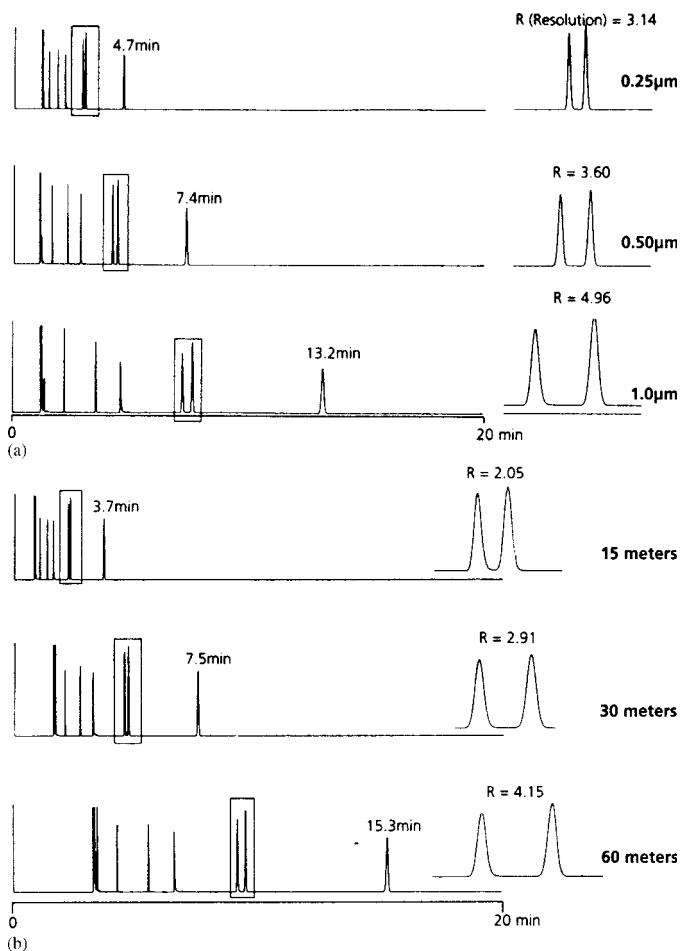 R (Resolution) = 3.14
4.7min
0.25µm
R = 3.60
7.4min
0.50µm
R = 4.96
13.2min
1.0µm
0 20 min
(a)
R = 2.05
3.7min
15 meters
R = 2.91
7.5min
30 meters
R = 4.15
15.3min
60 meters
0 20 min
(b)